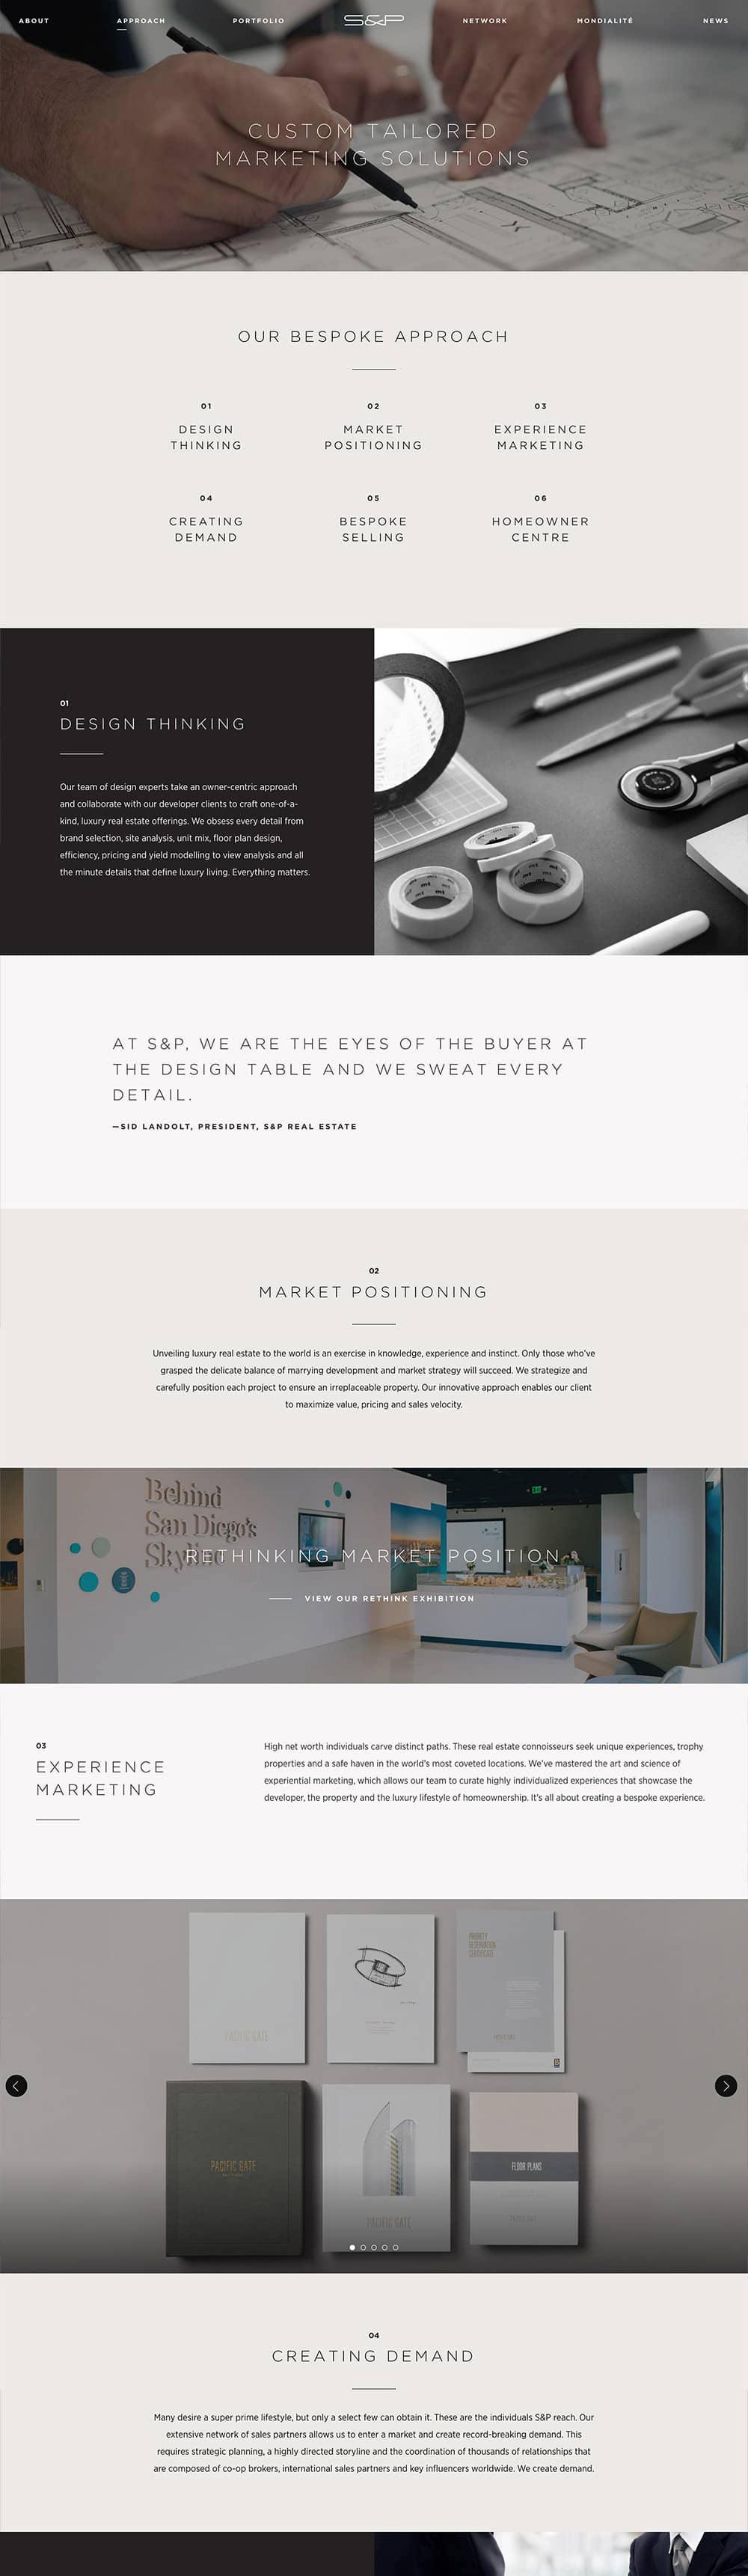 ABOUT
APPROACH
PORTFOLIO
S&P
NETWORK
MONDIALITÉ
NEWS
CUSTOM TAILORED
MARKETING SOLUTIONS
OUR BESPOKE APPROACH
01
DESIGN
THINKING
02
MARKET
POSITIONING
03
EXPERIENCE
MARKETING
04
CREATING
DEMAND
05
BESPOKE
SELLING
06
HOMEOWNER
CENTRE
01
DESIGN THINKING
Our team of design experts take an owner-centric approach
and collaborate with our developer clients to craft one-of-a-
kind, luxury real estate offerings. We obsess every detail from
brand selection, site analysis, unit mix, floor plan design,
efficiency, pricing and yield modelling to view analysis and all
the minute details that define luxury living. Everything matters.
mt
AT S&P, WE ARE THE EYES OF THE BUYER AT
THE DESIGN TABLE AND WE SWEAT EVERY
DETAIL.
—SID LANDOLT, PRESIDENT, S&P REAL ESTATE
02
MARKET POSITIONING
Unveiling luxury real estate to the world is an exercise in knowledge, experience and instinct. Only those who've
grasped the delicate balance of marrying development and market strategy will succeed. We strategize and
carefully position each project to ensure an irreplaceable property. Our innovative approach enables our client
to maximize value, pricing and sales velocity.
Behind
San Diego's
Skyline
EXIT
RETHINKING MARKET POSITION
VIEW OUR RETHINK EXHIBITION
03
EXPERIENCE
MARKETING
High net worth individuals carve distinct paths. These real estate connoisseurs seek unique experiences, trophy
properties and a safe haven in the world's most coveted locations. We've mastered the art and science of
experiential marketing, which allows our team to curate highly individualized experiences that showcase the
developer, the property and the luxury lifestyle of homeownership. It's all about creating a bespoke experience.
PACIFIC GATE
PRIORITY
RESERVATION
CERTIFICATE
PACIFIC GATE
PACIFIC GATE
PACIFIC GATE
FLOOR PLANS
04
CREATING DEMAND
Many desire a super prime lifestyle, but only a select few can obtain it. These are the individuals S&P reach. Our
extensive network of sales partners allows us to enter a market and create record-breaking demand. This
requires strategic planning, a highly directed storyline and the coordination of thousands of relationships that
are composed of co-op brokers, international sales partners and key influencers worldwide. We create demand.